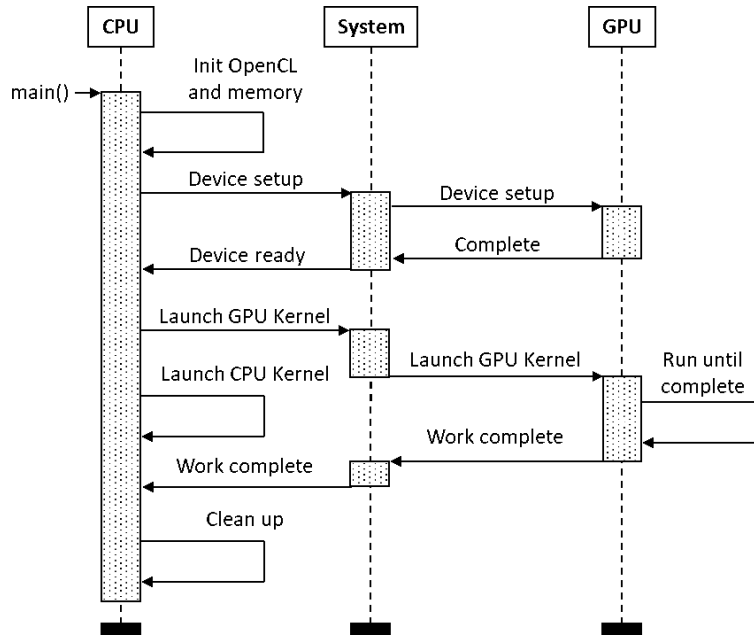 CPU
System
GPU
Init OpenCL
and memory
main()
Device setup
Device setup
Complete
Device ready
Launch GPU Kernel
Launch GPU Kernel
Run until
complete
Launch CPU Kernel
Work complete
Work complete
Clean up